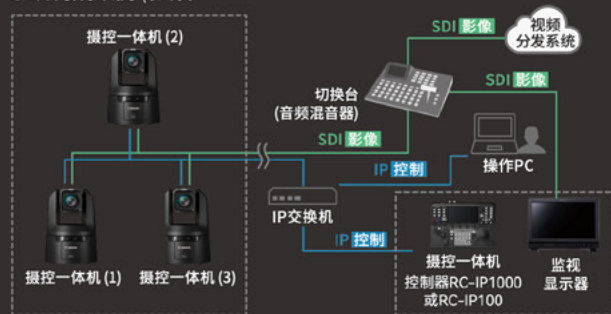 摄控一体机 (2)
SDI 影像
视频
分发系统
切换台
(音频混音器)
SDI 影像
SDI 影像
IP 控制
操作PC
IP交换机
IP 控制
摄控一体机 (1)
摄控一体机 (3)
摄控一体机
控制器RC-IP1000
或RC-IP100
监视
显示器